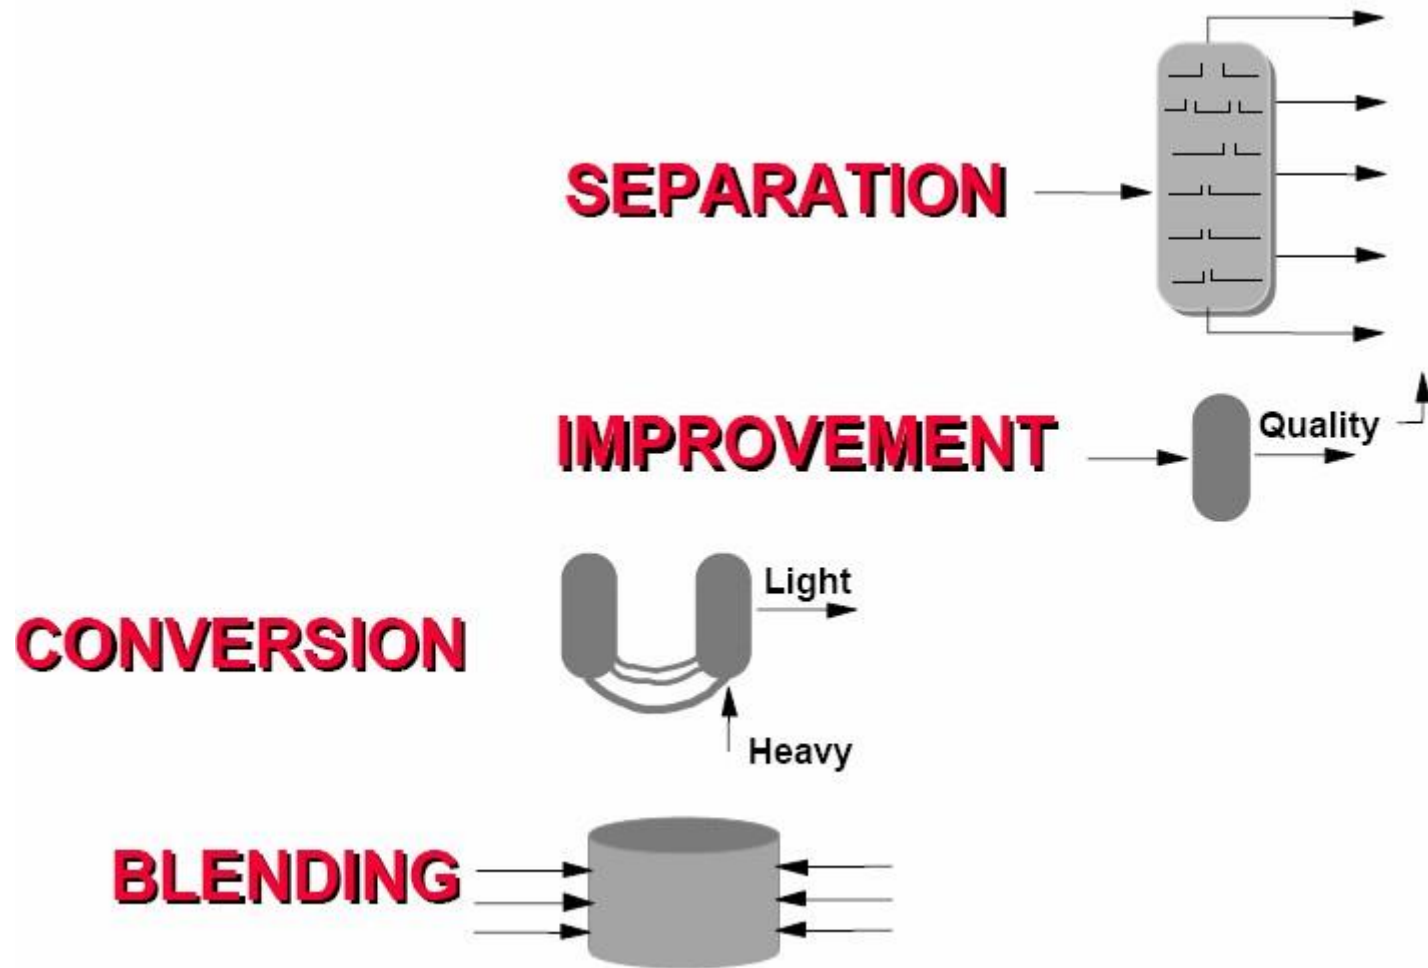 SEPARATION
IMPROVEMENT
Quality
Light
CONVERSION
Heavy
BLENDING